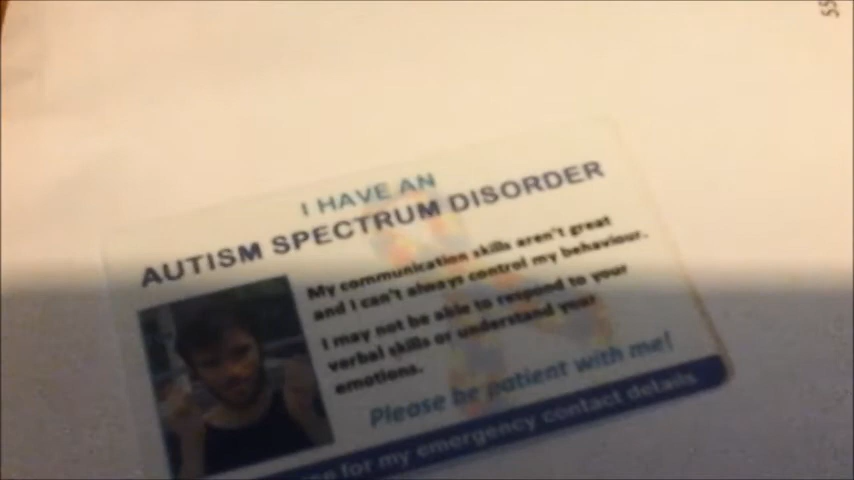 55
I HAVE AN
AUTISM SPECTRUM DISORDER
My communication skills aren't great
and I can't always control my behaviour.
I may not be able to respond to your
verbal skills or understand your
emotions.
Please be patient with me!
for my emergency contact details